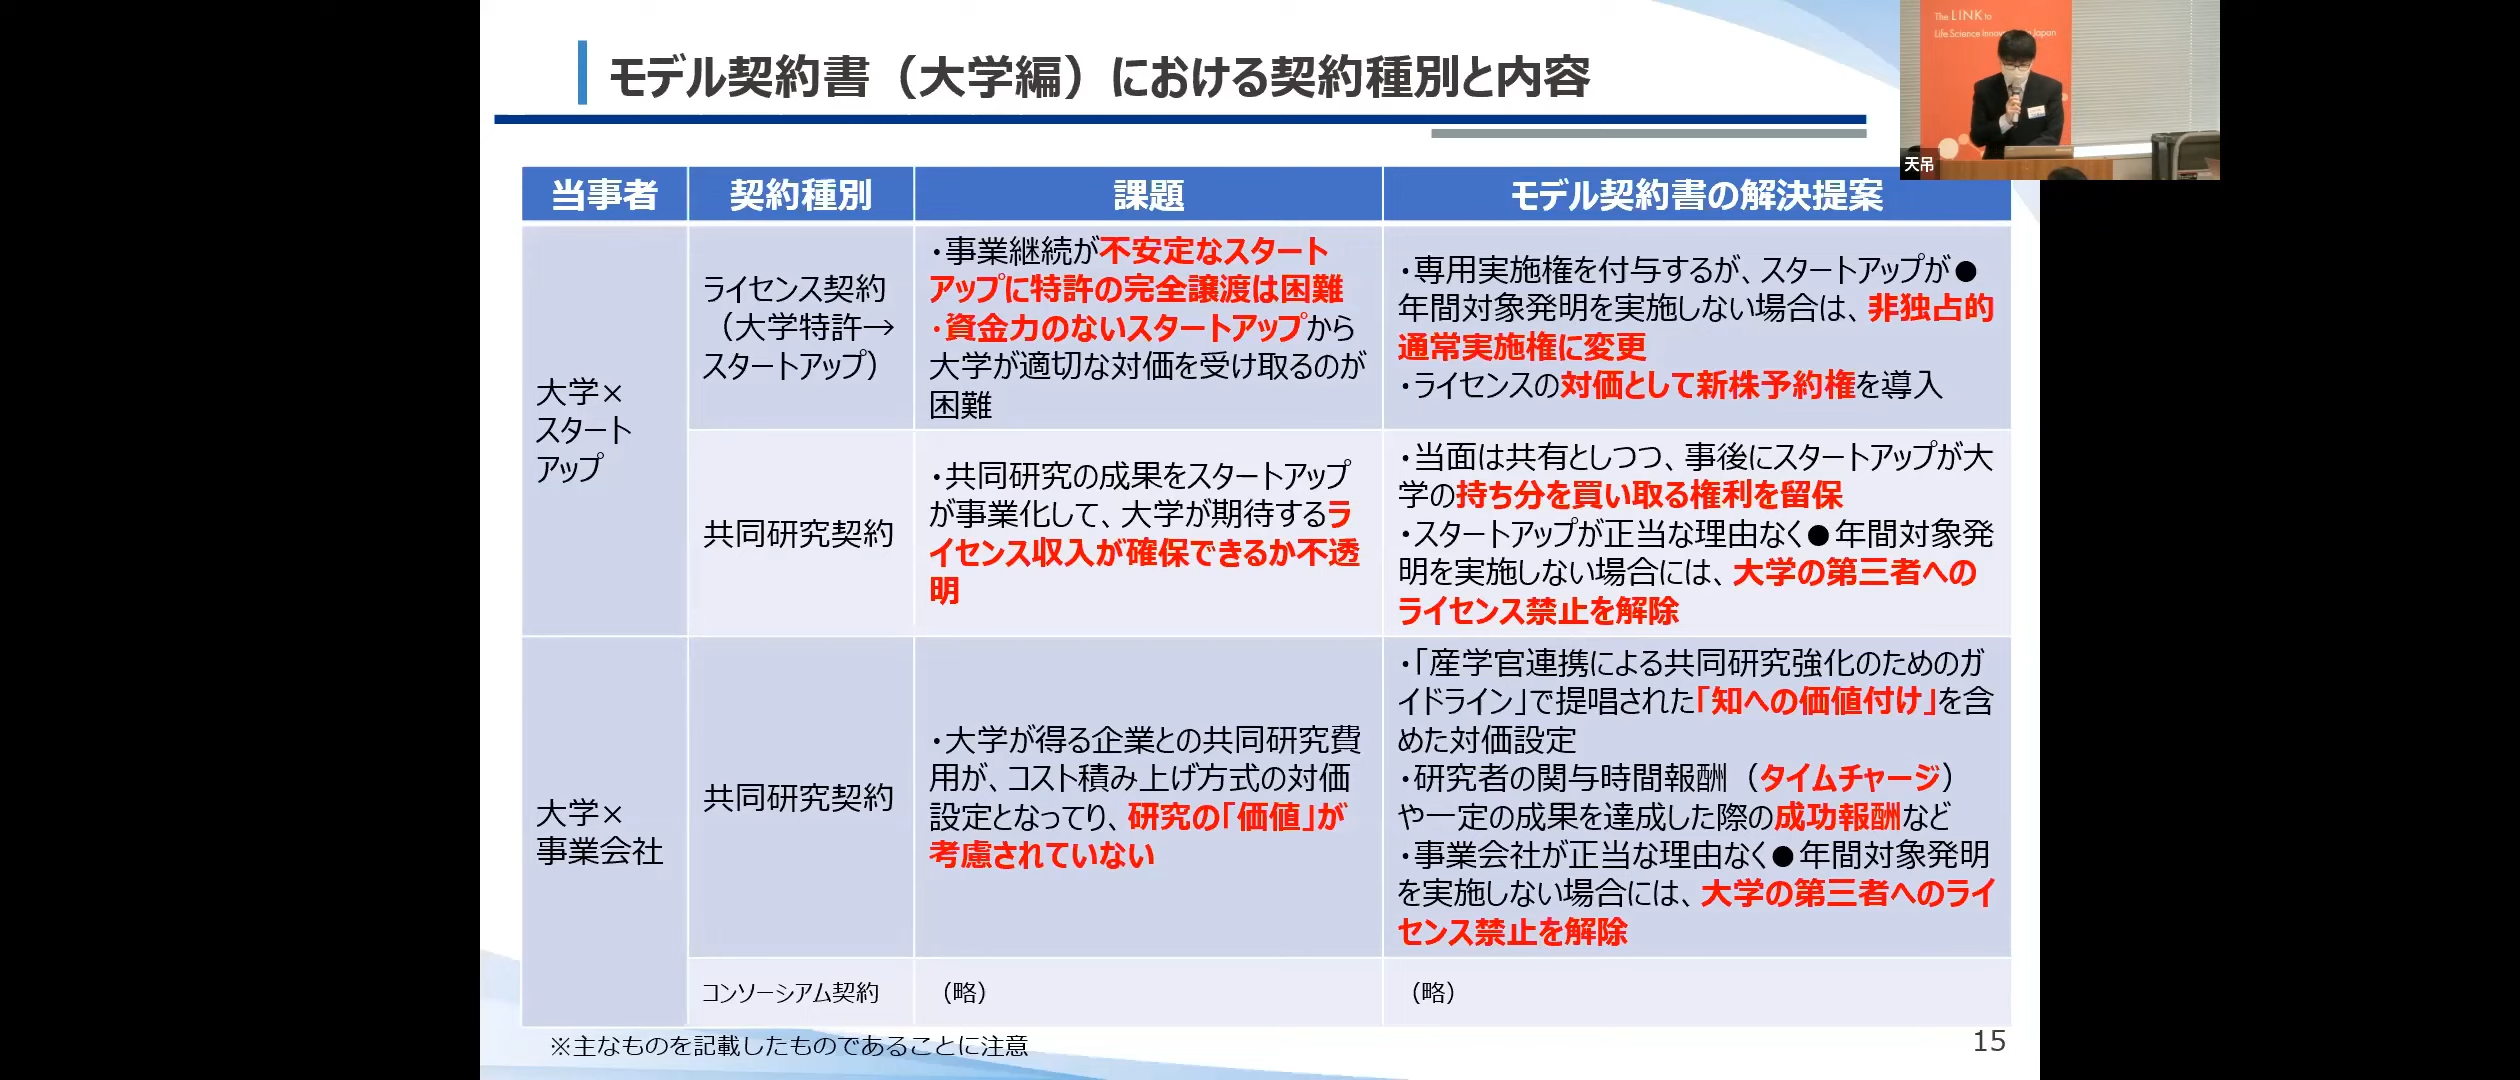 モデル契約書（大学編）における契約種別と内容
The LINK to
Life Science Innov
Japan
天吊
当事者
契約種別
課題
モデル契約書の解決提案
大学×
スタート
アップ
ライセンス契約
（大学特許→
スタートアップ）
・事業継続が不安定なスタート
アップに特許の完全譲渡は困難
・資金力のないスタートアップから
大学が適切な対価を受け取るのが
困難
・専用実施権を付与するが、スタートアップが●
年間対象発明を実施しない場合は、非独占的
通常実施権に変更
・ライセンスの対価として新株予約権を導入
共同研究契約
・共同研究の成果をスタートアップ
が事業化して、大学が期待するラ
イセンス収入が確保できるか不透
明
・当面は共有としつつ、事後にスタートアップが大
学の持ち分を買い取る権利を留保
・スタートアップが正当な理由なく●年間対象発
明を実施しない場合には、大学の第三者への
ライセンス禁止を解除
大学×
事業会社
共同研究契約
・大学が得る企業との共同研究費
用が、コスト積み上げ方式の対価
設定となってり、研究の「価値」が
考慮されていない
・「産学官連携による共同研究強化のためのガ
イドライン」で提唱された「知への価値付け」を含
めた対価設定
・研究者の関与時間報酬（タイムチャージ）
や一定の成果を達成した際の成功報酬など
・事業会社が正当な理由なく●年間対象発明
を実施しない場合には、大学の第三者へのライ
センス禁止を解除
コンソーシアム契約
（略）
（略）
※主なものを記載したものであることに注意
15